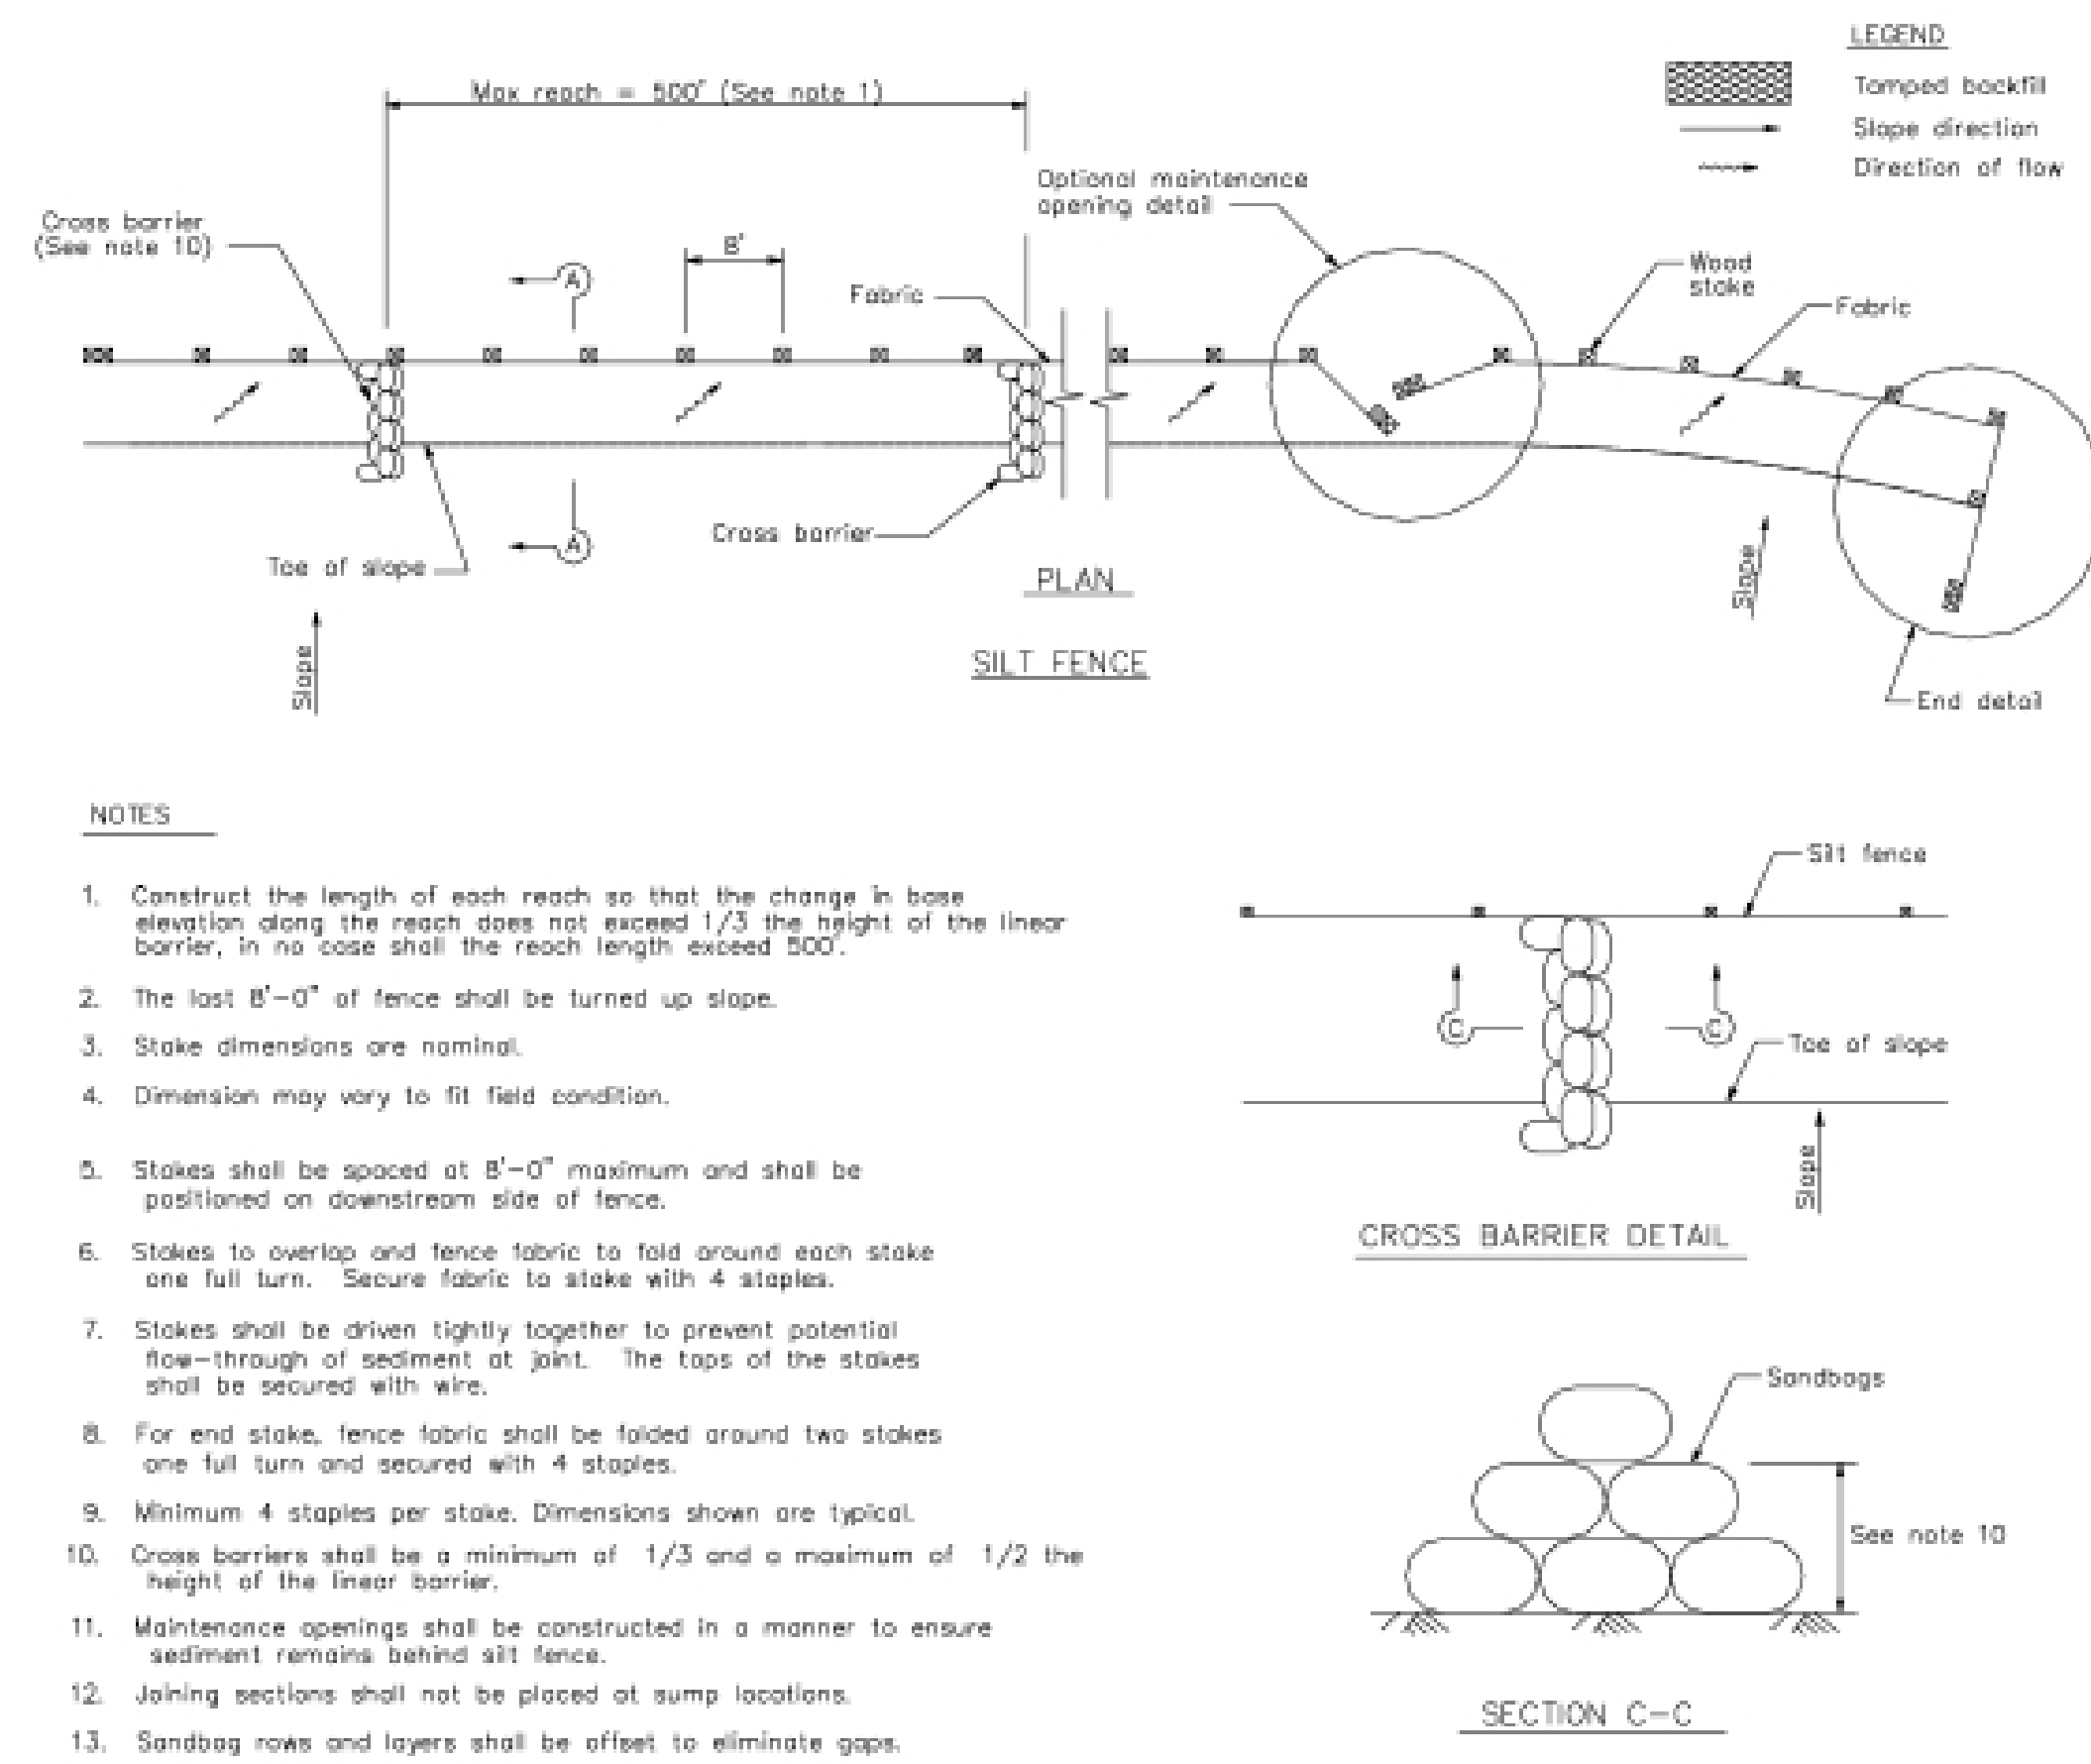 LEGEND
Tamped backfill
Slope direction
Direction of flow
Max reach = 500' (See note 1)
Optional maintenance
opening detail
Cross barrier
(See note 10)
8'
A
Fabric
Wood
stake
Fabric
Cross barrier
A
Toe of slope
PLAN
Slope
Slope
SILT FENCE
End detail
NOTES
1. Construct the length of each reach so that the change in base
elevation along the reach does not exceed 1/3 the height of the linear
barrier, in no case shall the reach length exceed 500'.
2. The last 8'-0" of fence shall be turned up slope.
3. Stake dimensions are nominal.
4. Dimension may vary to fit field condition.
5. Stakes shall be spaced at 8'-0" maximum and shall be
positioned on downstream side of fence.
6. Stakes to overlap and fence fabric to fold around each stake
one full turn. Secure fabric to stake with 4 staples.
7. Stakes shall be driven tightly together to prevent potential
flow-through of sediment at joint. The tops of the stakes
shall be secured with wire.
8. For end stake, fence fabric shall be folded around two stakes
one full turn and secured with 4 staples.
9. Minimum 4 staples per stake. Dimensions shown are typical.
10. Cross barriers shall be a minimum of 1/3 and a maximum of 1/2 the
height of the linear barrier.
11. Maintenance openings shall be constructed in a manner to ensure
sediment remains behind silt fence.
12. Joining sections shall not be placed at sump locations.
13. Sandbag rows and layers shall be offset to eliminate gaps.
Silt fence
C
C
Toe of slope
Slope
CROSS BARRIER DETAIL
Sandbags
See note 10
SECTION C-C